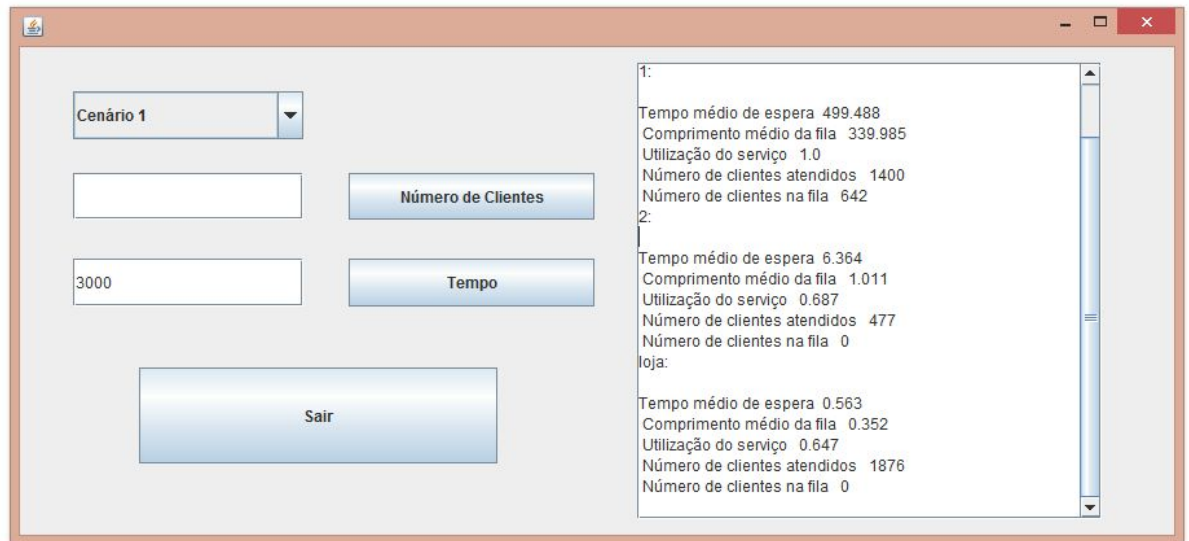 Cenário 1
Número de Clientes
3000
Tempo
Sair
1:
Tempo médio de espera 499.488
Comprimento médio da fila 339.985
Utilização do serviço 1.0
Número de clientes atendidos 1400
Número de clientes na fila 642
2:
Tempo médio de espera 6.364
Comprimento médio da fila 1.011
Utilização do serviço 0.687
Número de clientes atendidos 477
Número de clientes na fila 0
loja:
Tempo médio de espera 0.563
Comprimento médio da fila 0.352
Utilização do serviço 0.647
Número de clientes atendidos 1876
Número de clientes na fila 0